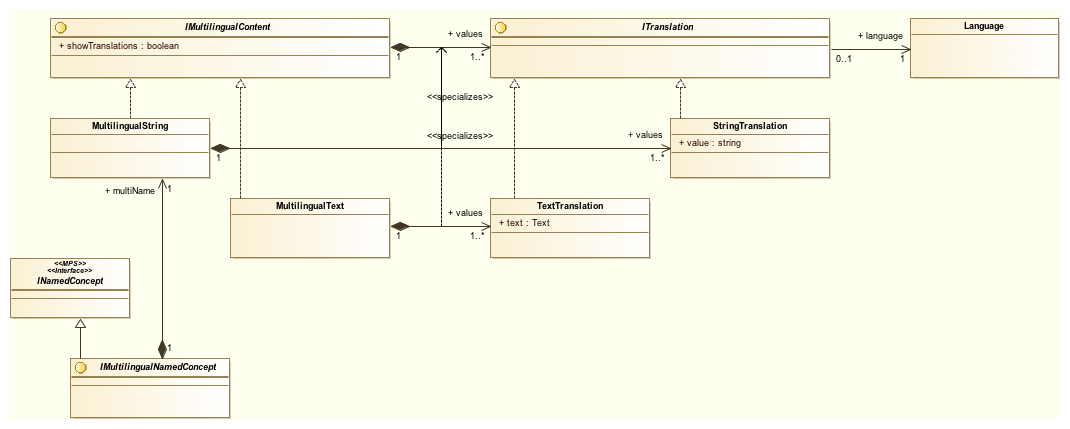 IMultilingualContent
+ showTranslations : boolean
+ values
1
1..*
ITranslation
+ language
0..1
1
Language
<<specializes>>
<<specializes>>
MultilingualString
1
+ values
1..*
StringTranslation
+ value : string
+ multiName
1
MultilingualText
1
+ values
1..*
TextTranslation
+ text : Text
<<MPS>>
<<Interface>>
INamedConcept
1
IMultilingualNamedConcept